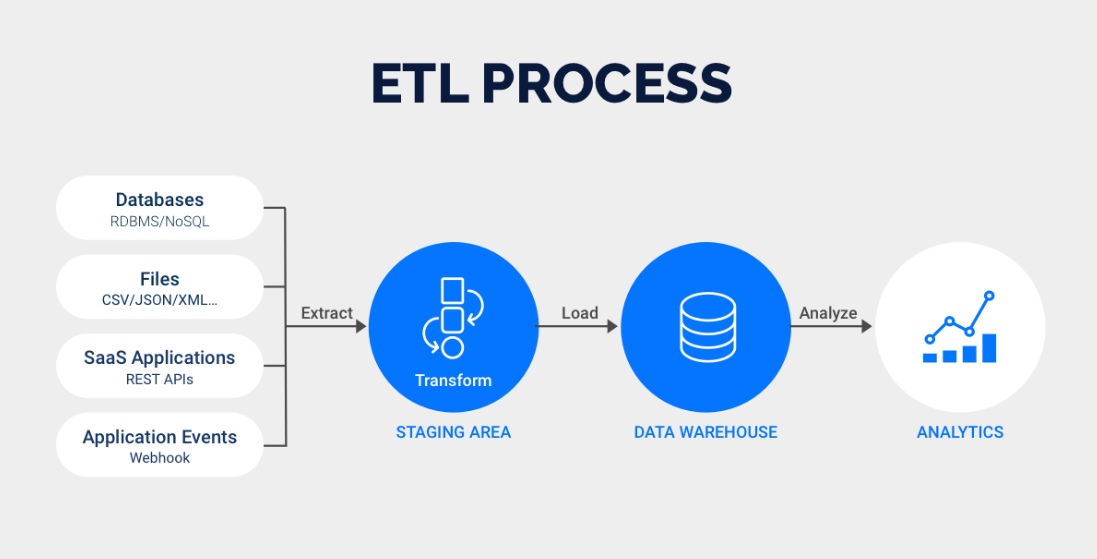 ETL PROCESS
Databases
RDBMS/NoSQL
Files
CSV/JSON/XML...
SaaS Applications
REST APIs
Application Events
Webhook
Extract
Transform
STAGING AREA
Load
DATA WAREHOUSE
Analyze
ANALYTICS